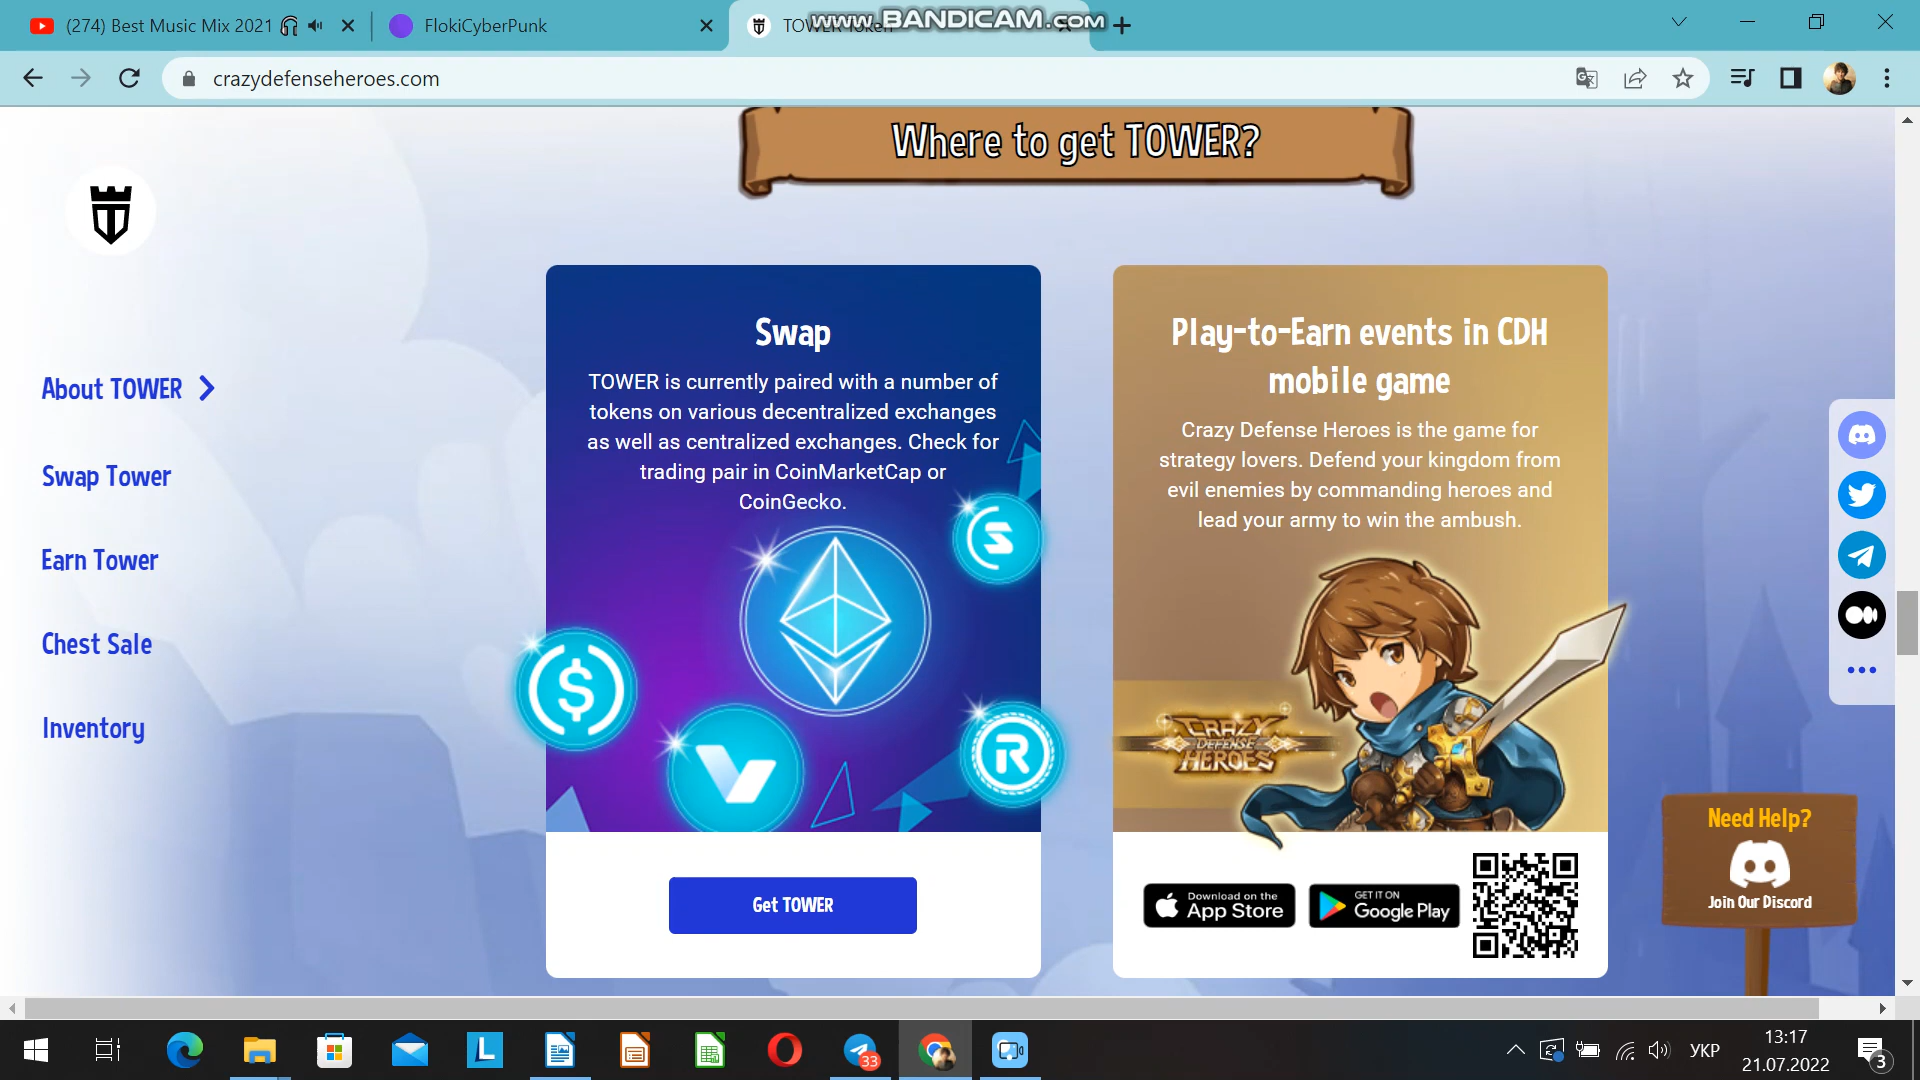 (274) Best Music Mix 2021
FlokiCyberPunk
TOWER Token
www.BANDICAM.com
crazydefenseheroes.com
Where to get TOWER?
About TOWER
Swap Tower
Earn Tower
Chest Sale
Inventory
Swap
TOWER is currently paired with a number of
tokens on various decentralized exchanges
as well as centralized exchanges. Check for
trading pair in CoinMarketCap or
CoinGecko.
Get TOWER
Play-to-Earn events in CDH
mobile game
Crazy Defense Heroes is the game for
strategy lovers. Defend your kingdom from
evil enemies by commanding heroes and
lead your army to win the ambush.
CRAZY
DEFENSE
HEROES
Download on the
App Store
GET IT ON
Google Play
Need Help?
Join Our Discord
33
УКР
13:17
21.07.2022
3